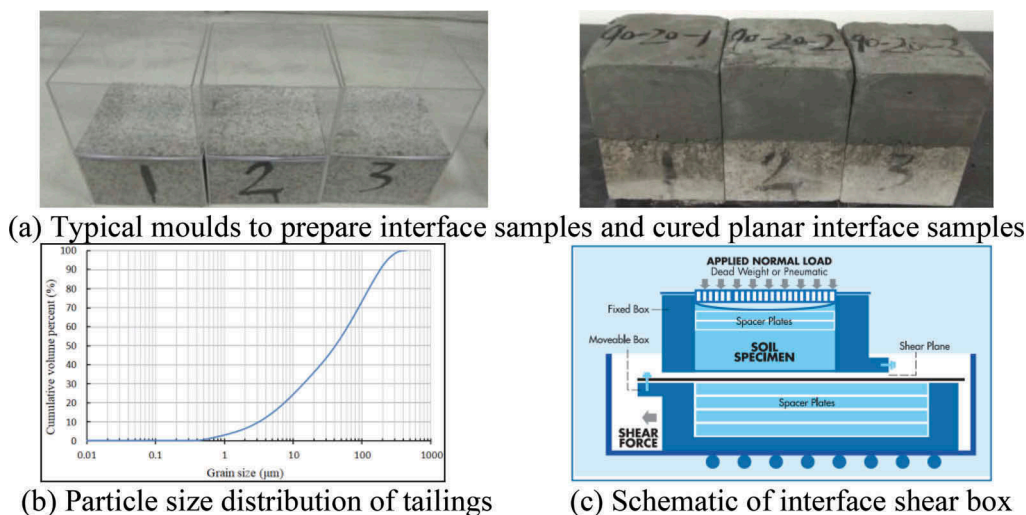 1 2 3
90-20-1 90-20-2 90-20-3
1 2 3
(a) Typical moulds to prepare interface samples and cured planar interface samples
100
90
80
70
60
50
40
30
20
10
0
Cumulative volume percent (%)
0.01 0.1 1 10 100 1000
Grain size (μm)
(b) Particle size distribution of tailings
APPLIED NORMAL LOAD
Dead Weight or Pneumatic
Fixed Box
Spacer Plates
Moveable Box
SOIL
SPECIMEN
Shear Plane
Spacer Plates
SHEAR
FORCE
(c) Schematic of interface shear box